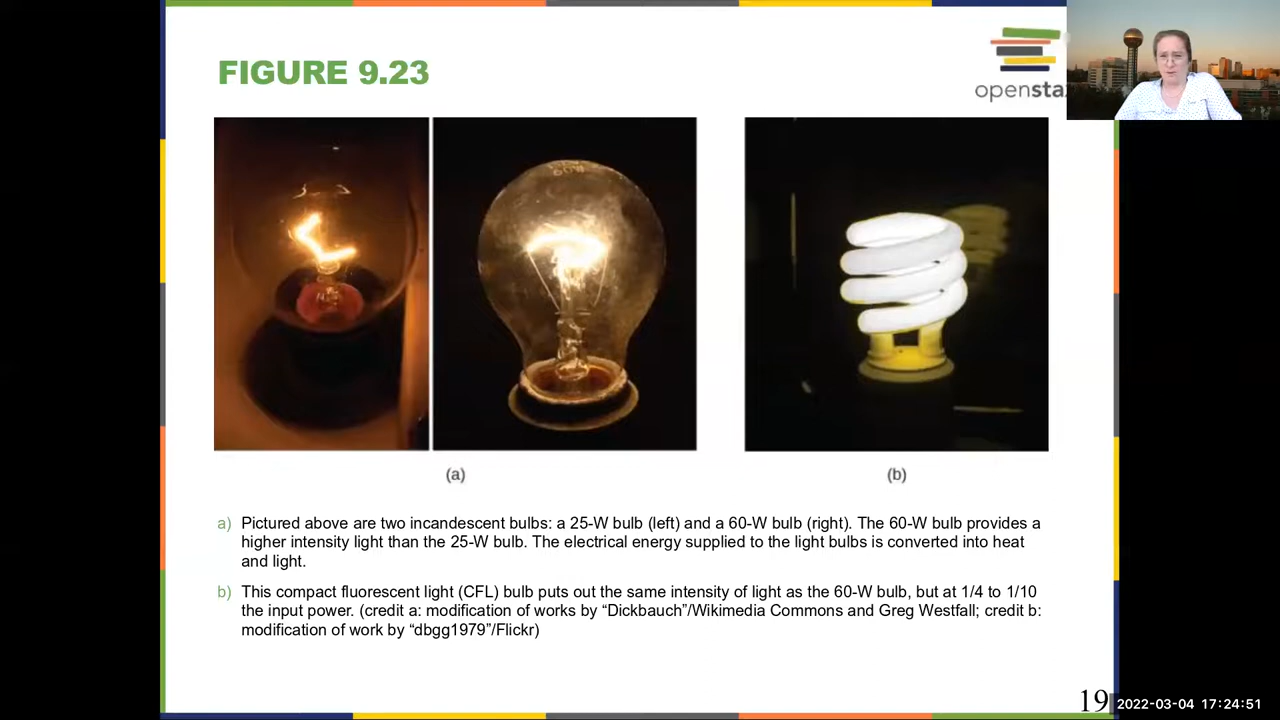 FIGURE 9.23
openstax
(a)
(b)
a) Pictured above are two incandescent bulbs: a 25-W bulb (left) and a 60-W bulb (right). The 60-W bulb provides a
higher intensity light than the 25-W bulb. The electrical energy supplied to the light bulbs is converted into heat
and light.
b) This compact fluorescent light (CFL) bulb puts out the same intensity of light as the 60-W bulb, but at 1/4 to 1/10
the input power. (credit a: modification of works by “Dickbauch”/Wikimedia Commons and Greg Westfall; credit b:
modification of work by “dbgg1979”/Flickr)
19
2022-03-04 17:24:51